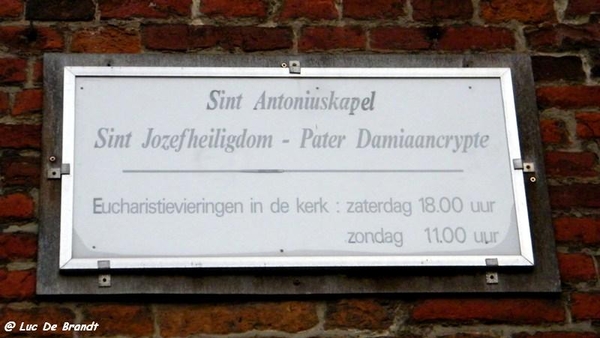 Sint Antoniuskapel
Sint Jozefheiligdom - Pater Damiaancrypte
Eucharistievieringen in de kerk : zaterdag 18.00 uur
zondag 11.00 uur
@ Luc De Brandt